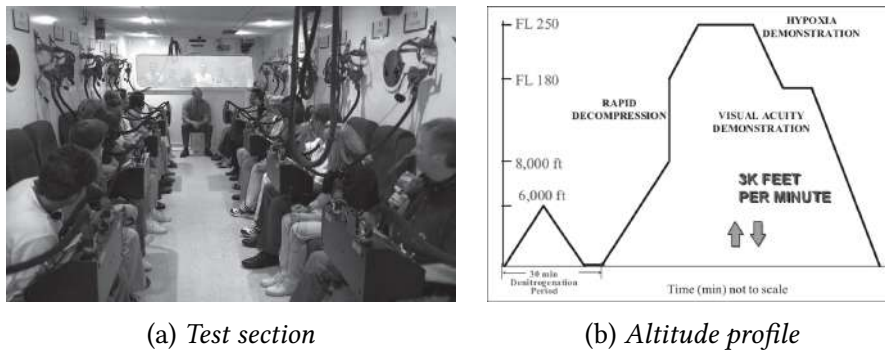 FL 250
FL 180
8,000 ft
6,000 ft
RAPID
DECOMPRESSION
HYPOXIA
DEMONSTRATION
VISUAL ACUITY
DEMONSTRATION
3K FEET
PER MINUTE
30 min
Denitrogenation
Period
Time (min) not to scale
(a) Test section
(b) Altitude profile